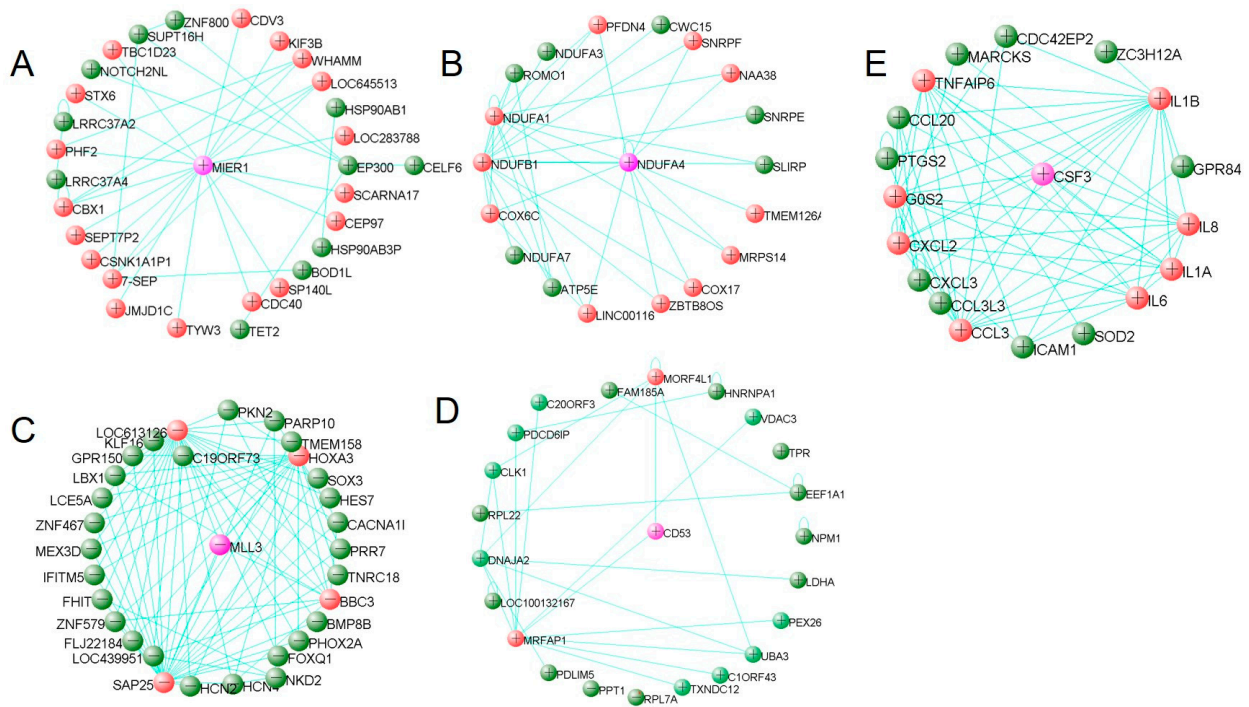 A
ZNF800
CDV3
SUPT16H
KIF3B
TBC1D23
WHAMM
NOTCH2NL
LOC645513
STX6
HSP90AB1
LRRC37A2
LOC283788
PHF2
MIER1
EP300
CELF6
LRRC37A4
SCARNA17
CBX1
CEP97
SEPT7P2
HSP90AB3P
CSNK1A1P1
BOD1L
7-SEP
SP140L
JMJD1C
CDC40
TYW3
TET2
B
PFDN4
CWC15
NDUFA3
SNRPF
ROMO1
NAA38
NDUFA1
SNRPE
NDUFB1
NDUFA4
SLIRP
COX6C
TMEM126A
NDUFA7
MRPS14
ATP5E
COX17
LINC00116
ZBTB8OS
E
CDC42EP2
MARCKS
ZC3H12A
TNFAIP6
IL1B
CCL20
PTGS2
CSF3
GPR84
G0S2
IL8
CXCL2
IL1A
CXCL3
IL6
CCL3L3
CCL3
SOD2
ICAM1
C
PKN2
LOC613126
PARP10
KLF16
TMEM158
GPR150
C19ORF73
HOXA3
LBX1
SOX3
LCE5A
HES7
ZNF467
CACNA1I
MEX3D
MLL3
PRR7
IFITM5
TNRC18
FHIT
BBC3
ZNF579
BMP8B
FLJ22184
PHOX2A
LOC439951
FOXQ1
SAP25
HCN2
HCN4
NKD2
D
MORF4L1
FAM185A
HNRNPA1
C20ORF3
VDAC3
PDCD6IP
TPR
CLK1
EEF1A1
RPL22
CD53
NPM1
DNAJA2
LDHA
LOC100132167
PEX26
MRFAP1
UBA3
PDLIM5
C1ORF43
PPT1
TXNDC12
RPL7A